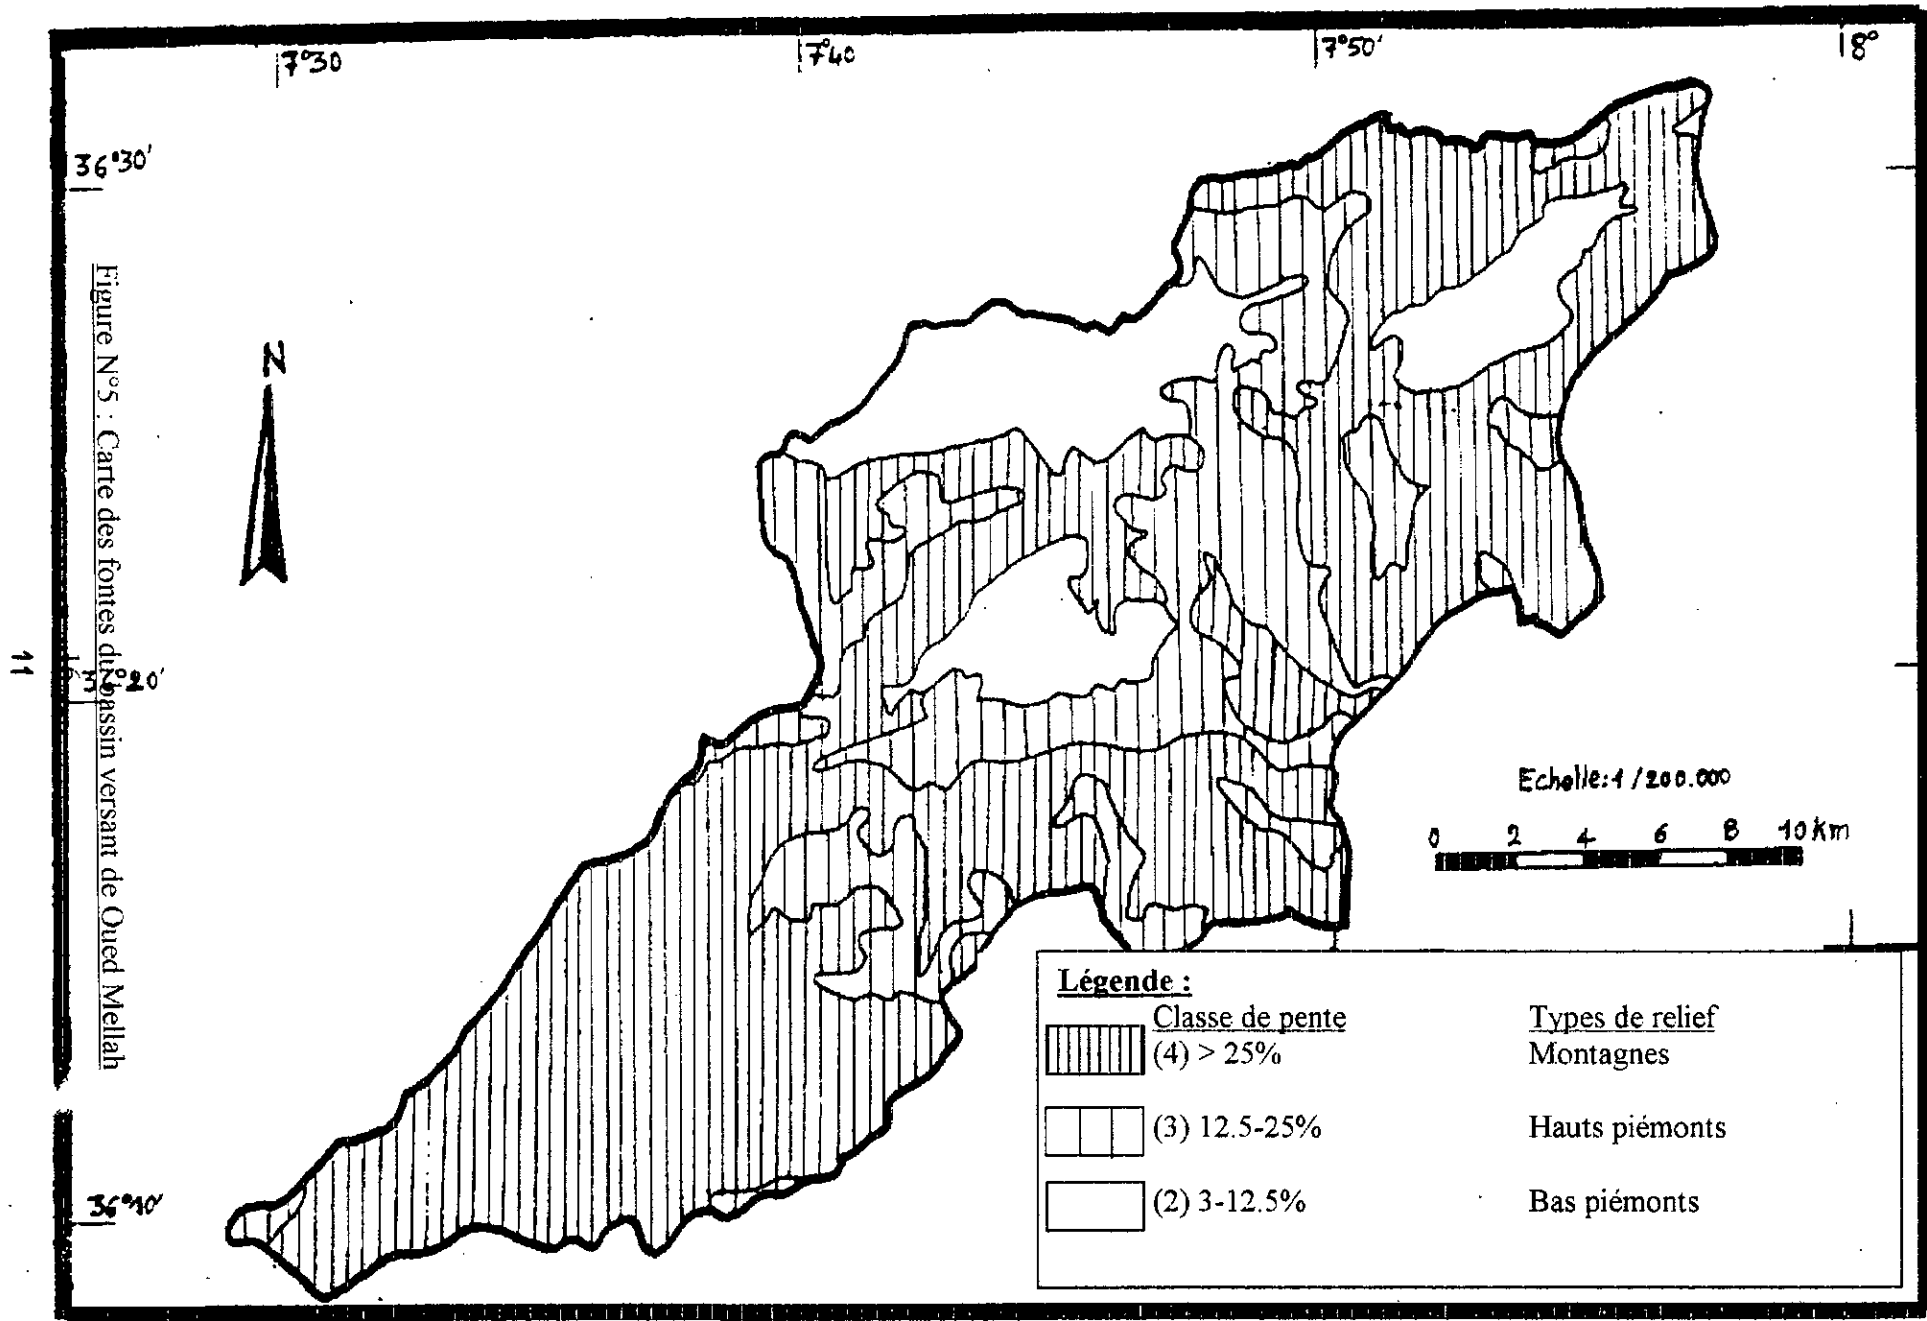 7°30
7°40
7°50'
8°
36°30'
N
Figure N°5 : Carte des fontes du bassin versant de Oued Mellah
11
20'
Echelle: 1 / 200.000
0 2 4 6 8 10 km
Légende :
Classe de pente Types de relief
(4) > 25% Montagnes
(3) 12.5-25% Hauts piémonts
(2) 3-12.5% Bas piémonts
36°10'